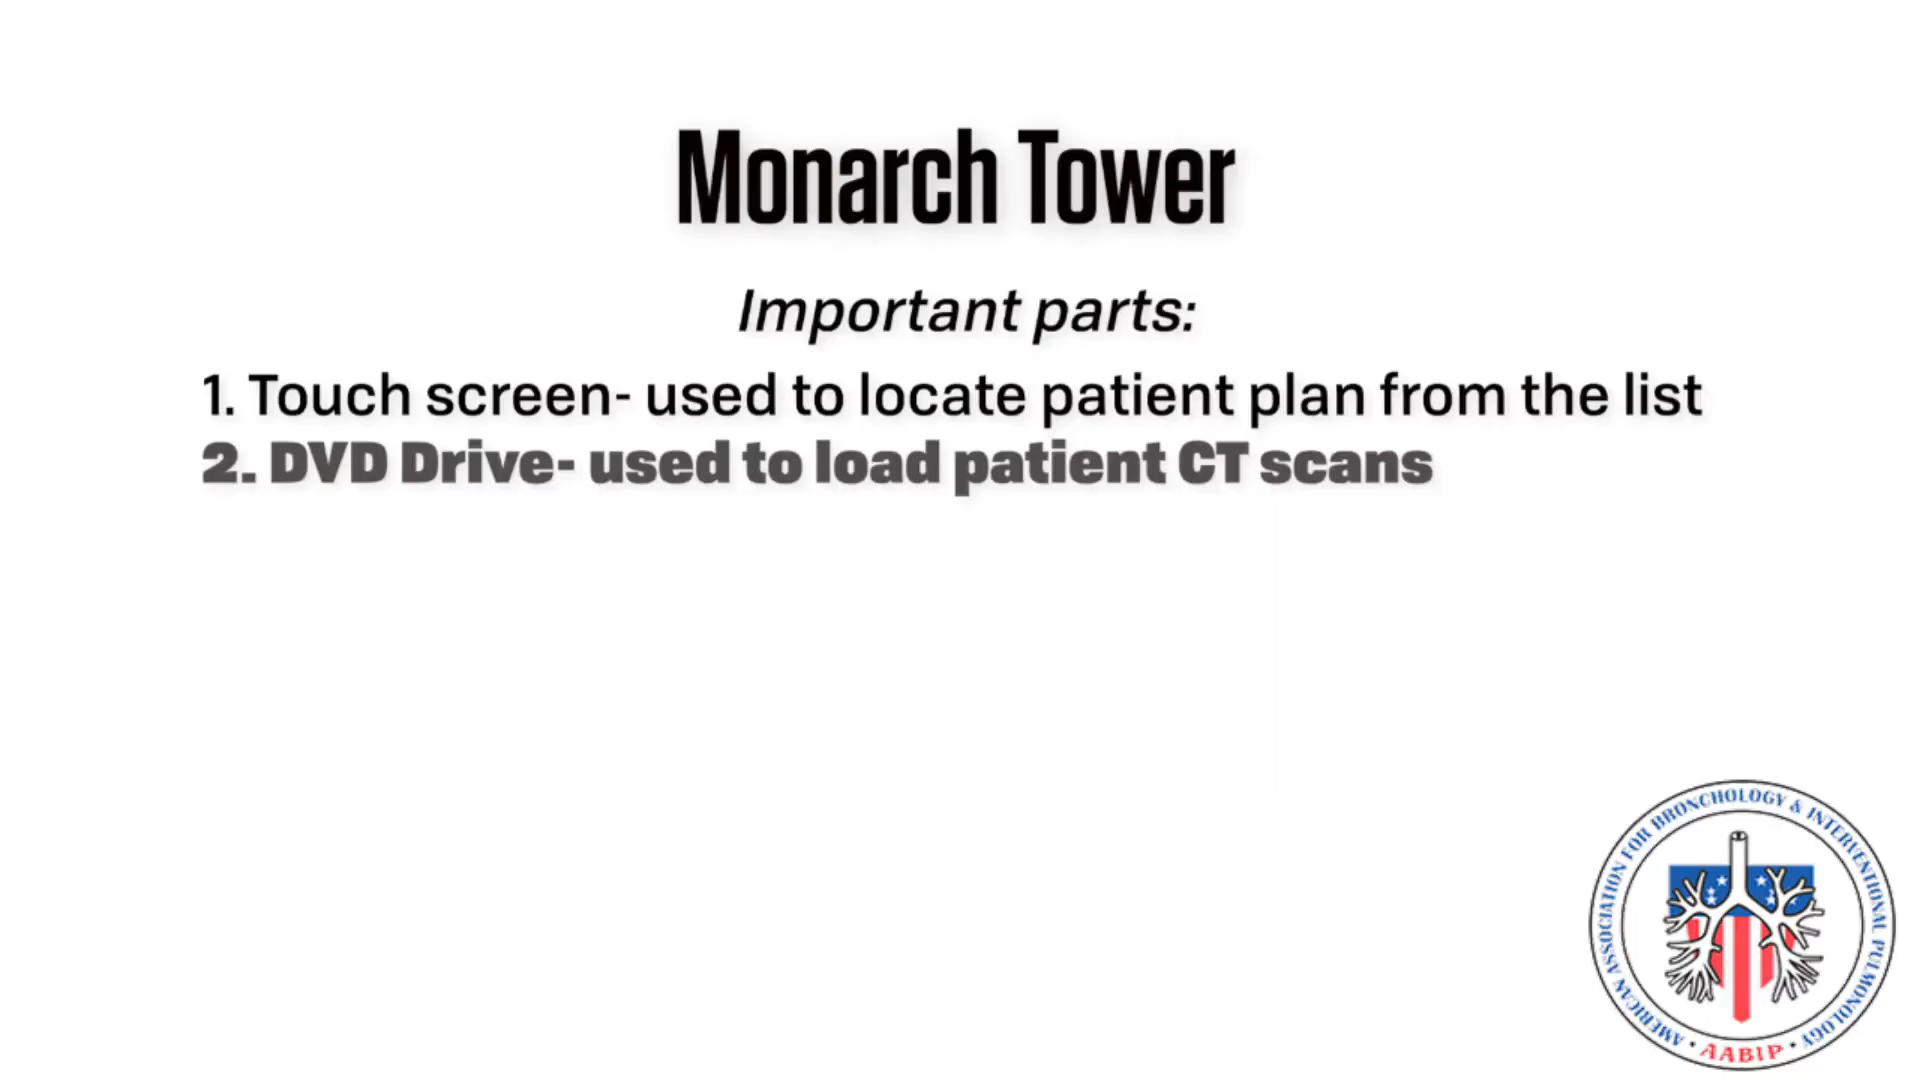 Monarch Tower
Important parts:
1. Touch screen- used to locate patient plan from the list
2. DVD Drive- used to load patient CT scans
AMERICAN ASSOCIATION FOR BRONCHOLOGY & INTERVENTIONAL PULMONOLOGY
• AABIP •